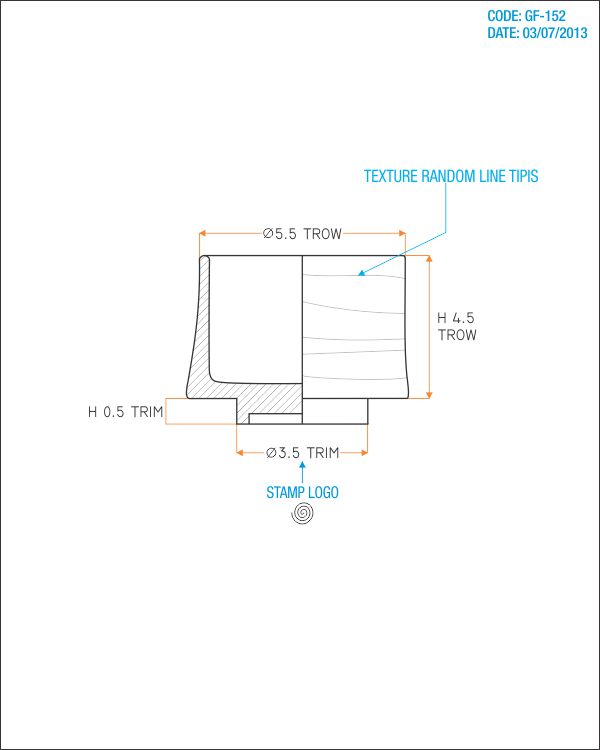 CODE: GF-152
DATE: 03/07/2013
TEXTURE RANDOM LINE TIPIS
Ø5.5 TROW
H 4.5
TROW
H 0.5 TRIM
Ø3.5 TRIM
STAMP LOGO